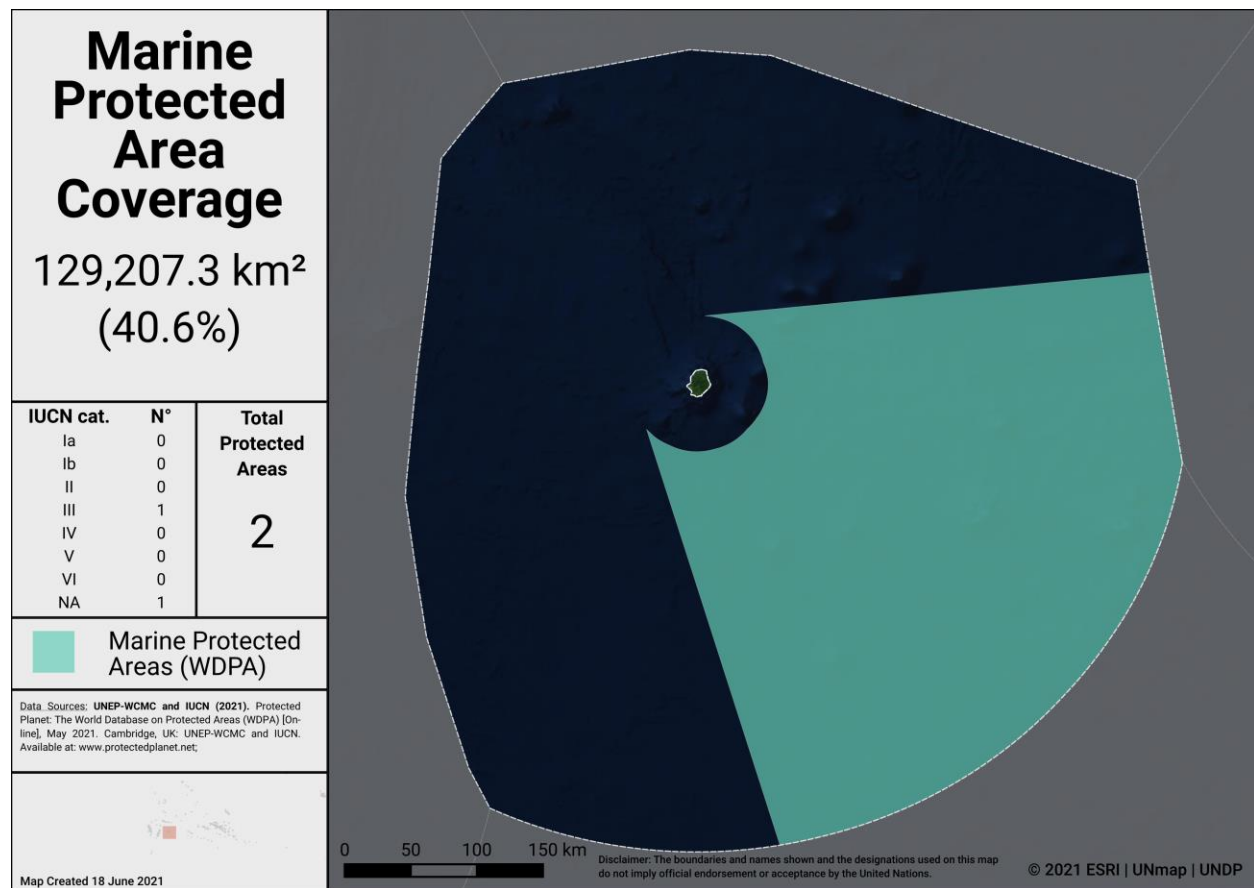 Marine
Protected
Area
Coverage
129,207.3 km²
(40.6%)
IUCN cat. N°
Ia 0
Ib 0
II 0
III 1
IV 0
V 0
VI 0
NA 1
Total
Protected
Areas
2
Marine Protected
Areas (WDPA)
Data Sources: UNEP-WCMC and IUCN (2021). Protected
Planet: The World Database on Protected Areas (WDPA) [On-
line], May 2021. Cambridge, UK: UNEP-WCMC and IUCN.
Available at: www.protectedplanet.net;
Map Created 18 June 2021
0 50 100 150 km
Disclaimer: The boundaries and names shown and the designations used on this map
do not imply official endorsement or acceptance by the United Nations.
© 2021 ESRI | UNmap | UNDP